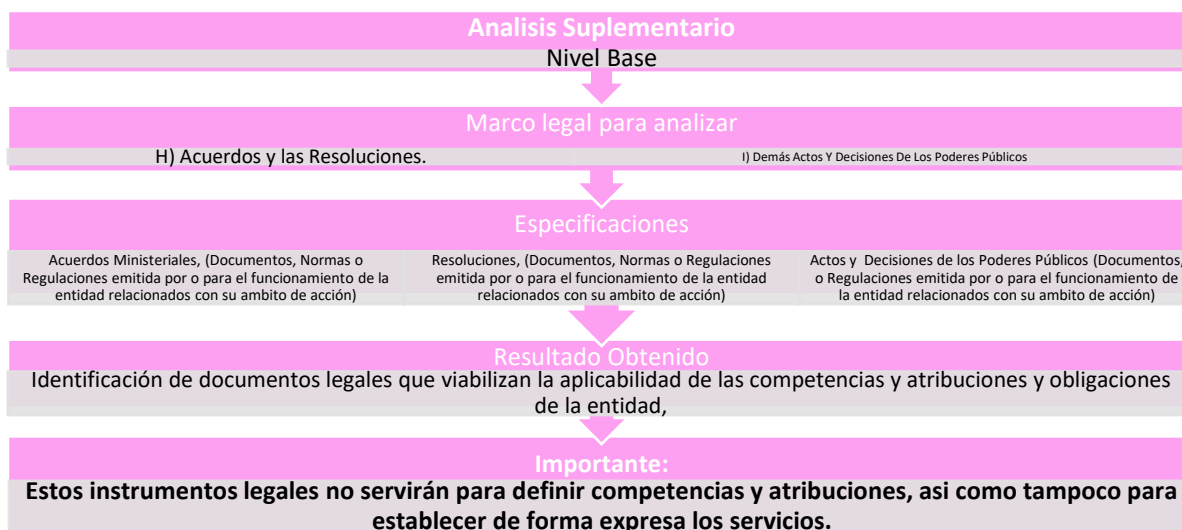 Analisis Suplementario
Nivel Base
Marco legal para analizar
H) Acuerdos y las Resoluciones.
I) Demás Actos Y Decisiones De Los Poderes Públicos
Especificaciones
Acuerdos Ministeriales, (Documentos, Normas o
Regulaciones emitida por o para el funcionamiento de la
entidad relacionados con su ambito de acción)
Resoluciones, (Documentos, Normas o Regulaciones
emitida por o para el funcionamiento de la entidad
relacionados con su ambito de acción)
Actos y Decisiones de los Poderes Públicos (Documentos,
o Regulaciones emitida por o para el funcionamiento de
la entidad relacionados con su ambito de acción)
Resultado Obtenido
Identificación de documentos legales que viabilizan la aplicabilidad de las competencias y atribuciones y obligaciones
de la entidad,
Importante:
Estos instrumentos legales no servirán para definir competencias y atribuciones, asi como tampoco para
establecer de forma expresa los servicios.